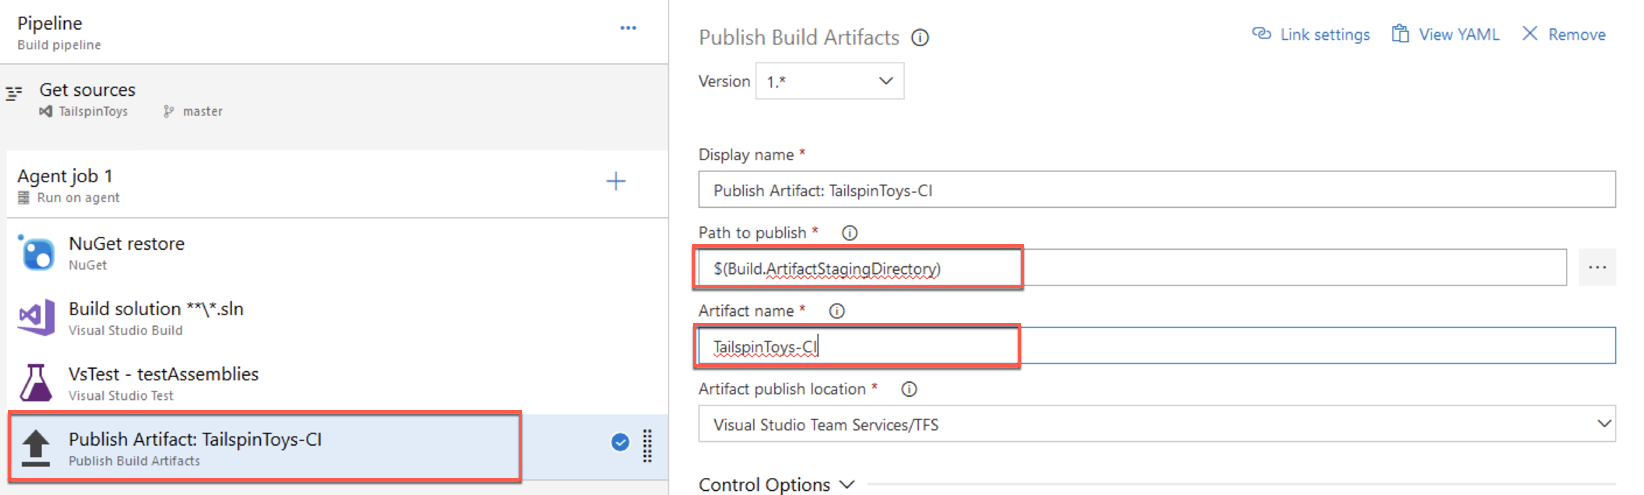 Pipeline
Build pipeline
Get sources
TailspinToys master
Agent job 1
Run on agent
NuGet restore
NuGet
Build solution **\*.sln
Visual Studio Build
VsTest - testAssemblies
Visual Studio Test
Publish Artifact: TailspinToys-CI
Publish Build Artifacts
Publish Build Artifacts
Link settings View YAML Remove
Version 1.*
Display name *
Publish Artifact: TailspinToys-CI
Path to publish *
$(Build.ArtifactStagingDirectory)
Artifact name *
TailspinToys-CI
Artifact publish location *
Visual Studio Team Services/TFS
Control Options